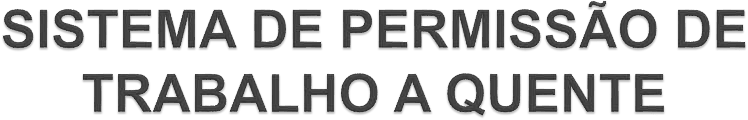 SISTEMA DE PERMISSÃO DE
TRABALHO A QUENTE